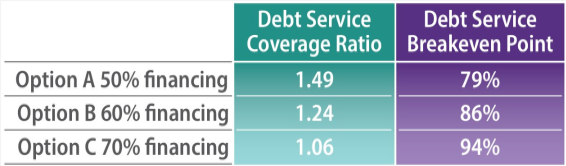 Debt Service Coverage Ratio Debt Service Breakeven Point
Option A 50% financing 1.49 79%
Option B 60% financing 1.24 86%
Option C 70% financing 1.06 94%